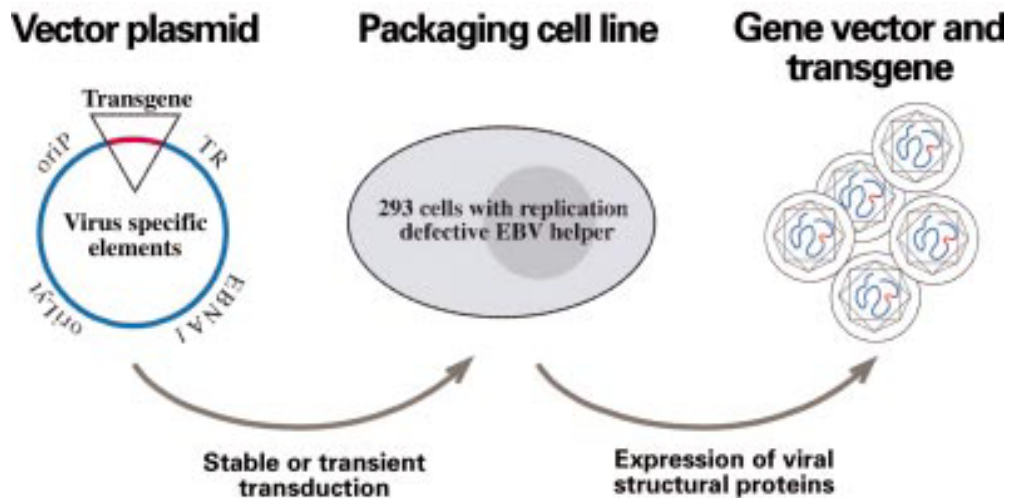 Vector plasmid
Packaging cell line
Gene vector and
transgene
Transgene
oriP
TR
Virus specific
elements
oriLyt
EBNA1
293 cells with replication
defective EBV helper
Stable or transient
transduction
Expression of viral
structural proteins